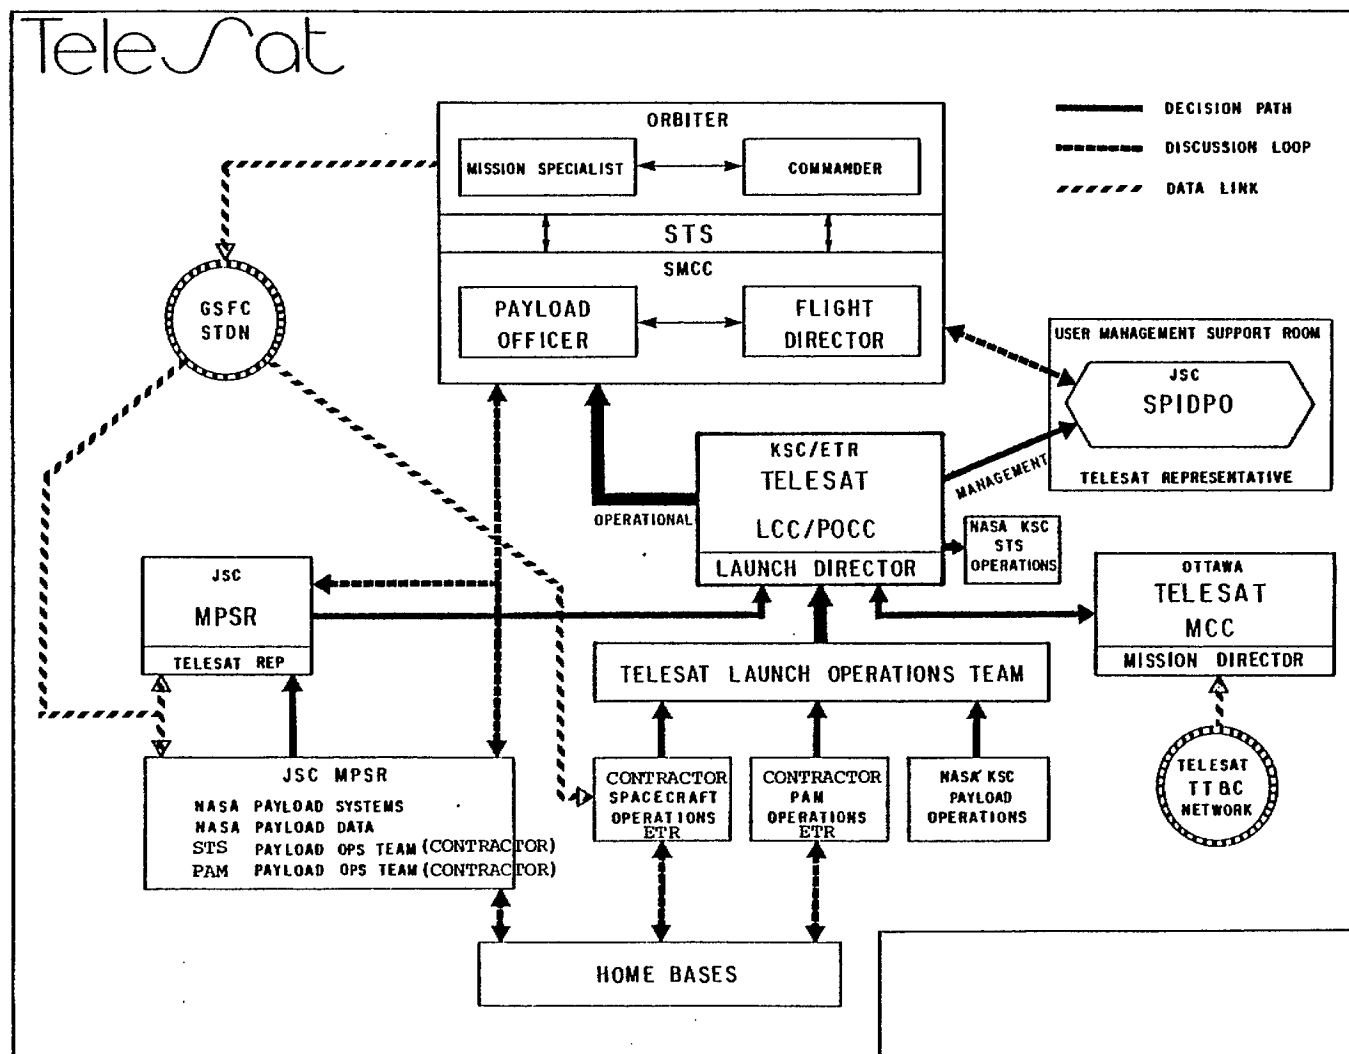 TeleSat
ORBITER
MISSION SPECIALIST
COMMANDER
STS
SMCC
PAYLOAD
OFFICER
FLIGHT
DIRECTOR
DECISION PATH
DISCUSSION LOOP
DATA LINK
GSFC
STDN
USER MANAGEMENT SUPPORT ROOM
JSC
SPIDPO
TELESAT REPRESENTATIVE
MANAGEMENT
OPERATIONAL
KSC/ETR
TELESAT
LCC/POCC
LAUNCH DIRECTOR
NASA KSC
STS
OPERATIONS
JSC
MPSR
TELESAT REP
OTTAWA
TELESAT
MCC
MISSION DIRECTOR
TELESAT LAUNCH OPERATIONS TEAM
JSC MPSR
NASA PAYLOAD SYSTEMS
NASA PAYLOAD DATA
STS PAYLOAD OPS TEAM (CONTRACTOR)
PAM PAYLOAD OPS TEAM (CONTRACTOR)
CONTRACTOR
SPACECRAFT
OPERATIONS
ETR
CONTRACTOR
PAM
OPERATIONS
ETR
NASA KSC
PAYLOAD
OPERATIONS
TELESAT
TT&C
NETWORK
HOME BASES